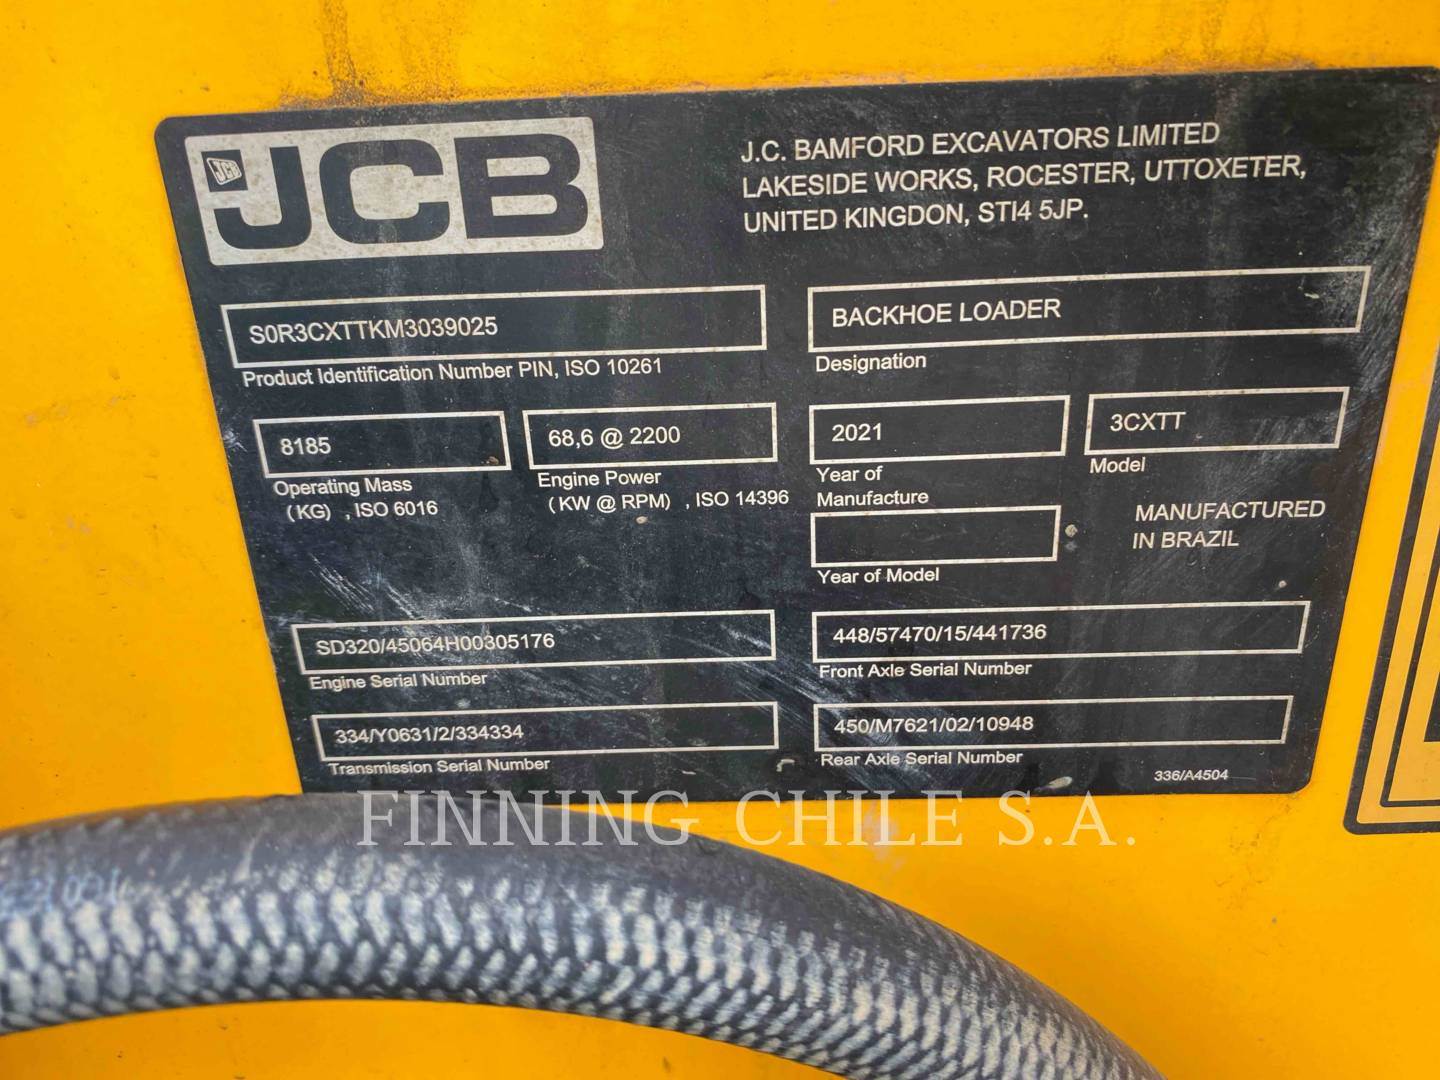 JCB
JCB
J.C. BAMFORD EXCAVATORS LIMITED
LAKESIDE WORKS, ROCESTER, UTTOXETER,
UNITED KINGDON, STI4 5JP.
S0R3CXTTKM3039025
Product Identification Number PIN, ISO 10261
BACKHOE LOADER
Designation
8185
Operating Mass
(KG) , ISO 6016
68,6 @ 2200
Engine Power
(KW @ RPM) , ISO 14396
2021
Year of
Manufacture
3CXTT
Model
Year of Model
MANUFACTURED
IN BRAZIL
SD320/45064H00305176
Engine Serial Number
448/57470/15/441736
Front Axle Serial Number
334/Y0631/2/334334
Transmission Serial Number
450/M7621/02/10948
Rear Axle Serial Number
336/A4504
FINNING CHILE S.A.